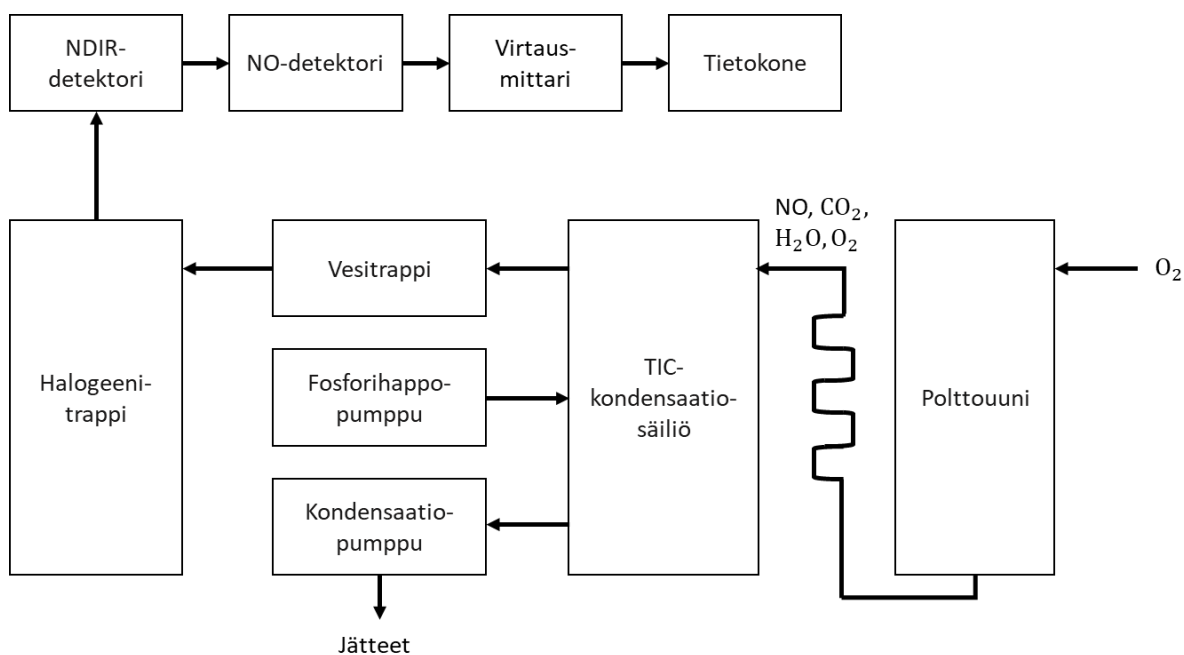 NDIR-
detektori
NO-detektori
Virtaus-
mittari
Tietokone
NO, CO₂,
H₂O, O₂
O₂
Halogeeni-
trappi
Vesitrappi
Fosforihappo-
pumppu
Kondensaatio-
pumppu
TIC-
kondensaatio-
säiliö
Polttouuni
Jätteet